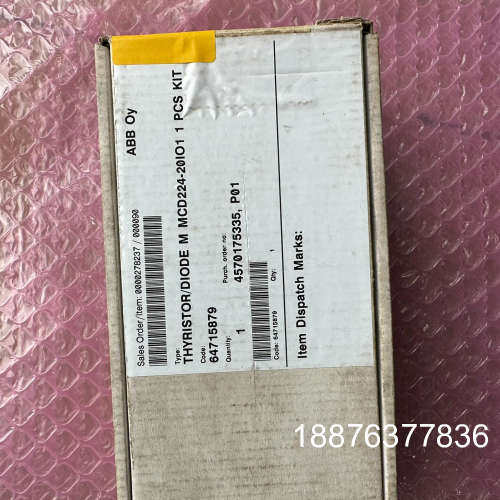 ABB Oy
Sales Order/Item: 0000278237 / 000090
Type:
THYRISTOR/DIODE M MCD224-20IO1 1 PCS KIT
Code:
64715879
Purch. order no:
4570175335, P01
Quantity:
1
Code: 64715879
Qty: 1
Item Dispatch Marks:
18876377836